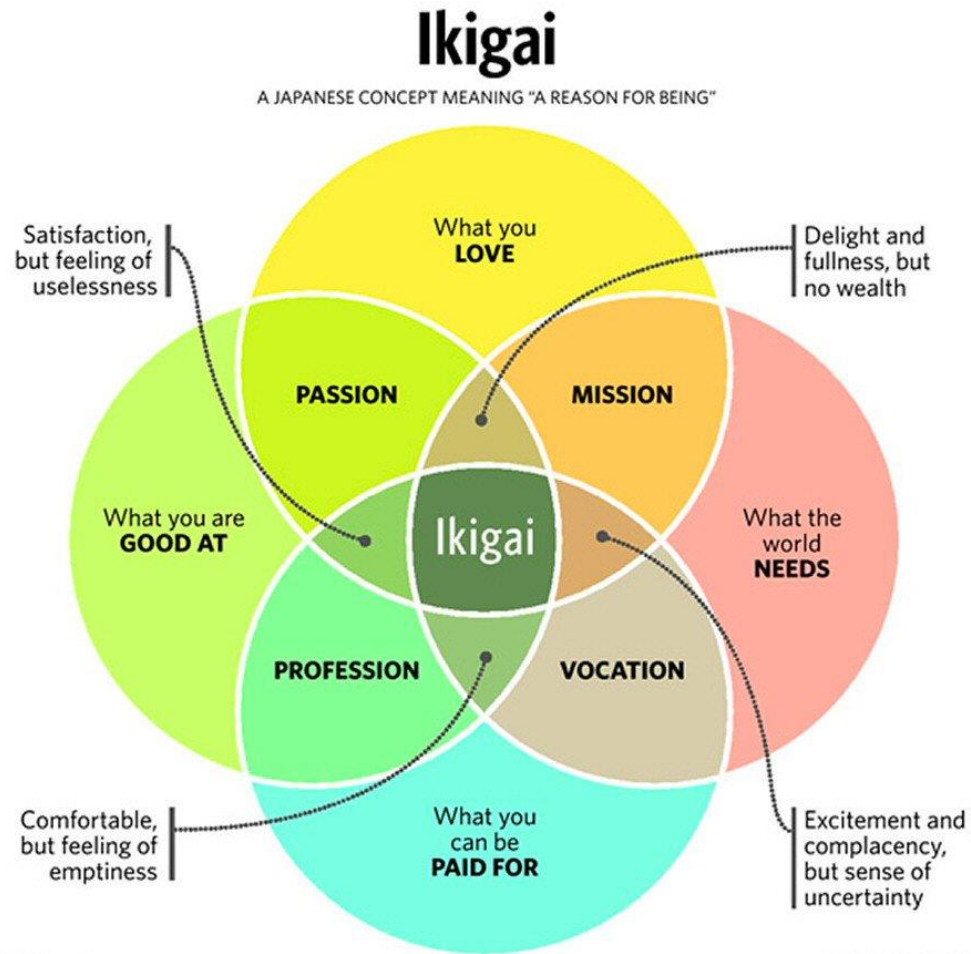 Ikigai
A JAPANESE CONCEPT MEANING "A REASON FOR BEING"
Satisfaction,
but feeling of
uselessness
What you
LOVE
Delight and
fullness, but
no wealth
PASSION
MISSION
What you are
GOOD AT
Ikigai
What the
world
NEEDS
PROFESSION
VOCATION
Comfortable,
but feeling of
emptiness
What you
can be
PAID FOR
Excitement and
complacency,
but sense of
uncertainty